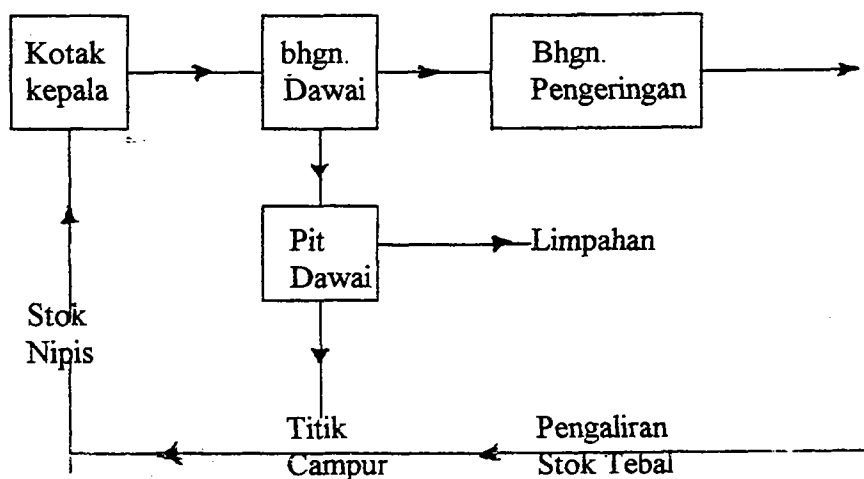 Kotak
kepala
bhgn.
Dawai
Bhgn.
Pengeringan
Pit
Dawai
Limpahan
Stok
Nipis
Titik
Campur
Pengaliran
Stok Tebal